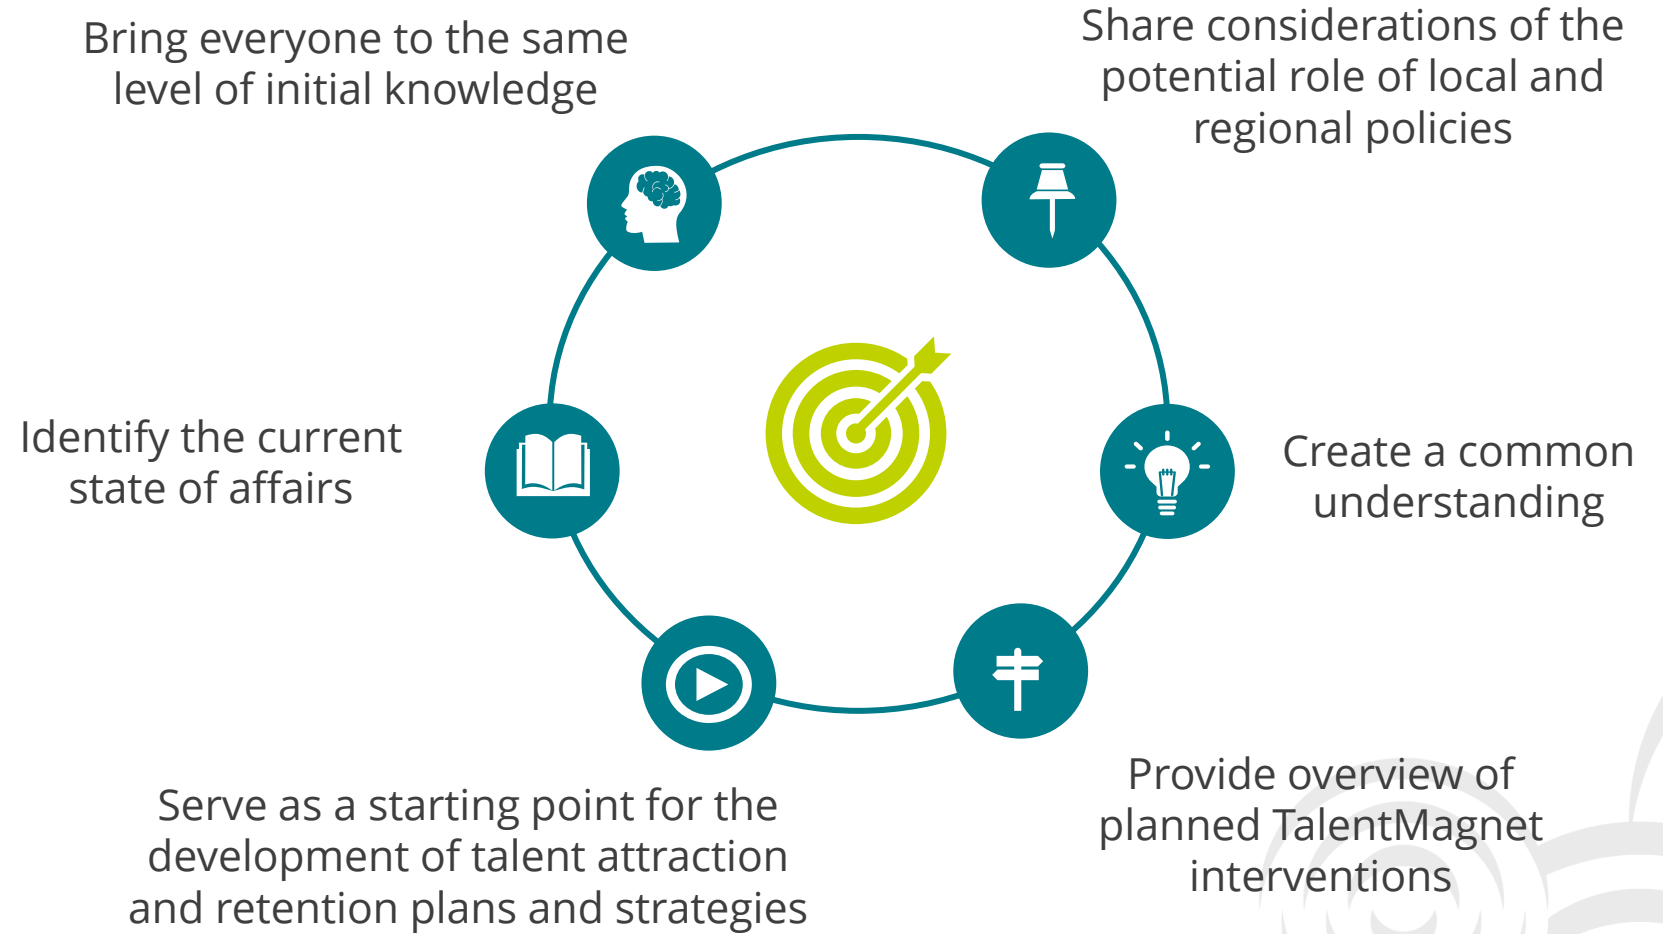 Bring everyone to the same
level of initial knowledge
Share considerations of the
potential role of local and
regional policies
Identify the current
state of affairs
Create a common
understanding
Serve as a starting point for the
development of talent attraction
and retention plans and strategies
Provide overview of
planned TalentMagnet
interventions